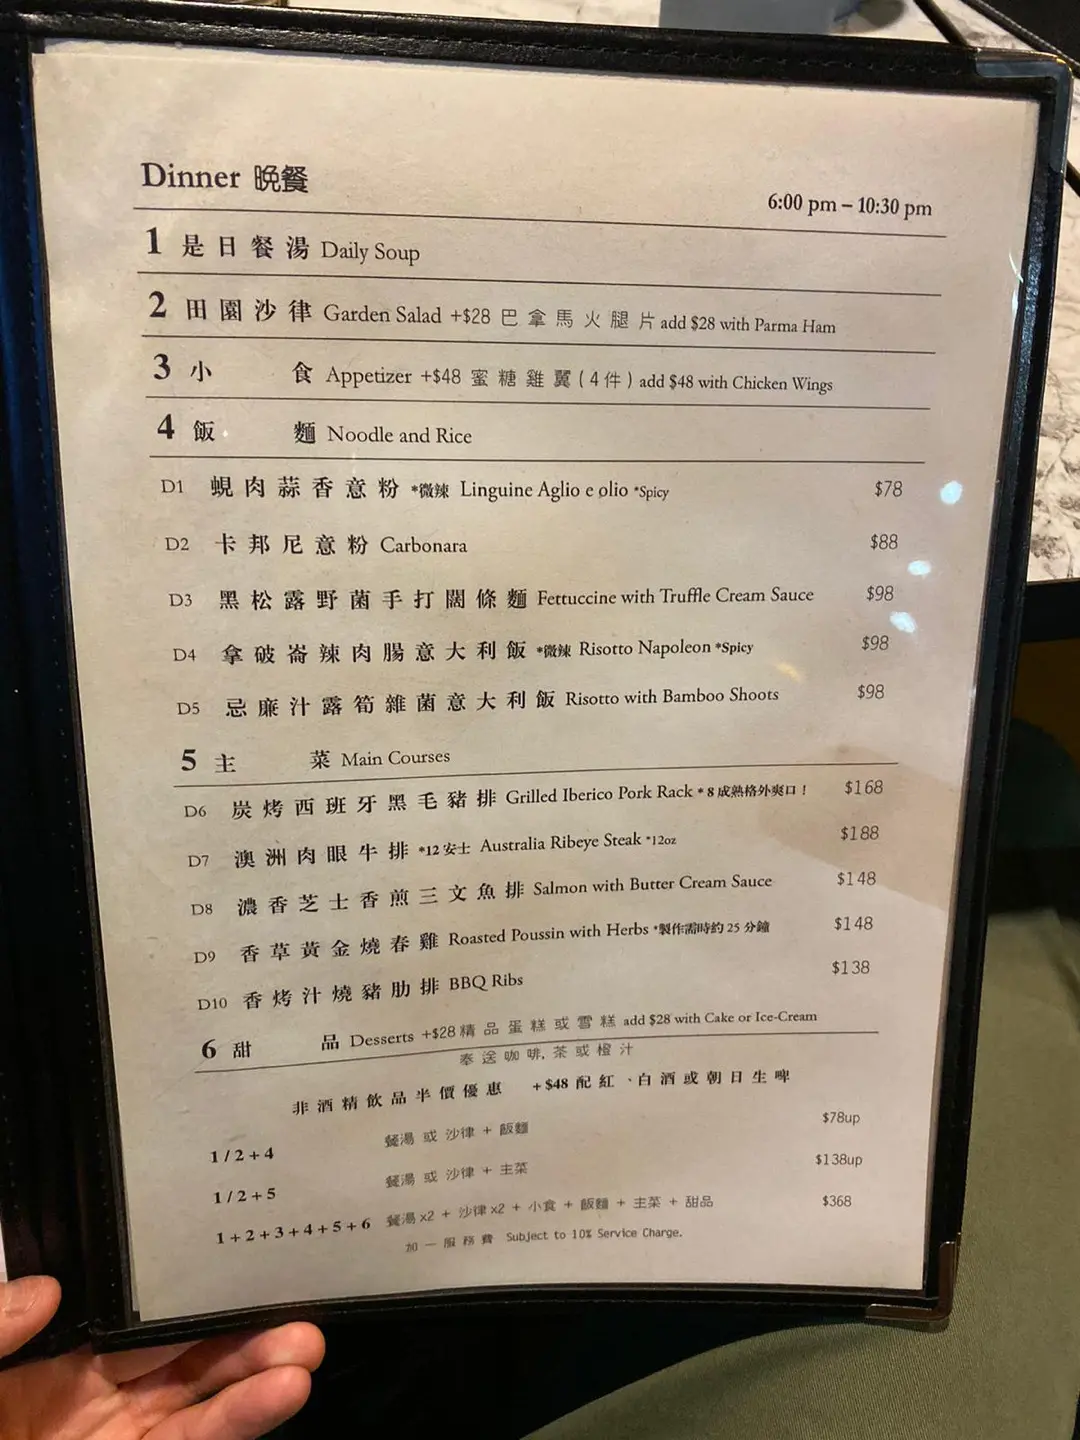 Dinner 晩餐
6:00 pm – 10:30 pm
1 是日餐湯 Daily Soup
2 田園沙律 Garden Salad +$28 巴拿馬火腿片 add $28 with Parma Ham
3 小 食 Appetizer +$48 蜜糖雞翼 (4件) add $48 with Chicken Wings
4 飯 麵 Noodle and Rice
D1 蜆肉蒜香意粉 *微辣 Linguine Aglio e olio *Spicy $78
D2 卡邦尼意粉 Carbonara $88
D3 黑松露野菌手打闊條麵 Fettuccine with Truffle Cream Sauce $98
D4 拿破崙辣肉腸意大利飯 *微辣 Risotto Napoleon *Spicy $98
D5 忌廉汁露筍雜菌意大利飯 Risotto with Bamboo Shoots $98
5 主 菜 Main Courses
D6 炭烤西班牙黑毛豬排 Grilled Iberico Pork Rack *8成熟格外爽口! $168
D7 澳洲肉眼牛排 *12安士 Australia Ribeye Steak *12oz $188
D8 濃香芝士香煎三文魚排 Salmon with Butter Cream Sauce $148
D9 香草黃金燒春雞 Roasted Poussin with Herbs *製作需時約25分鐘 $148
D10 香烤汁燒豬肋排 BBQ Ribs $138
6 甜 品 Desserts +$28 精品蛋糕或雪糕 add $28 with Cake or Ice-Cream
奉送咖啡, 茶或橙汁
非酒精飲品半價優惠 +$48 配紅、白酒或朝日生啤
1/2+4 餐湯 或 沙律 + 飯麵 $78up
1/2+5 餐湯 或 沙律 + 主菜 $138up
1+2+3+4+5+6 餐湯 x2 + 沙律 x2 + 小食 + 飯麵 + 主菜 + 甜品 $368
加一服務費 Subject to 10% Service Charge.